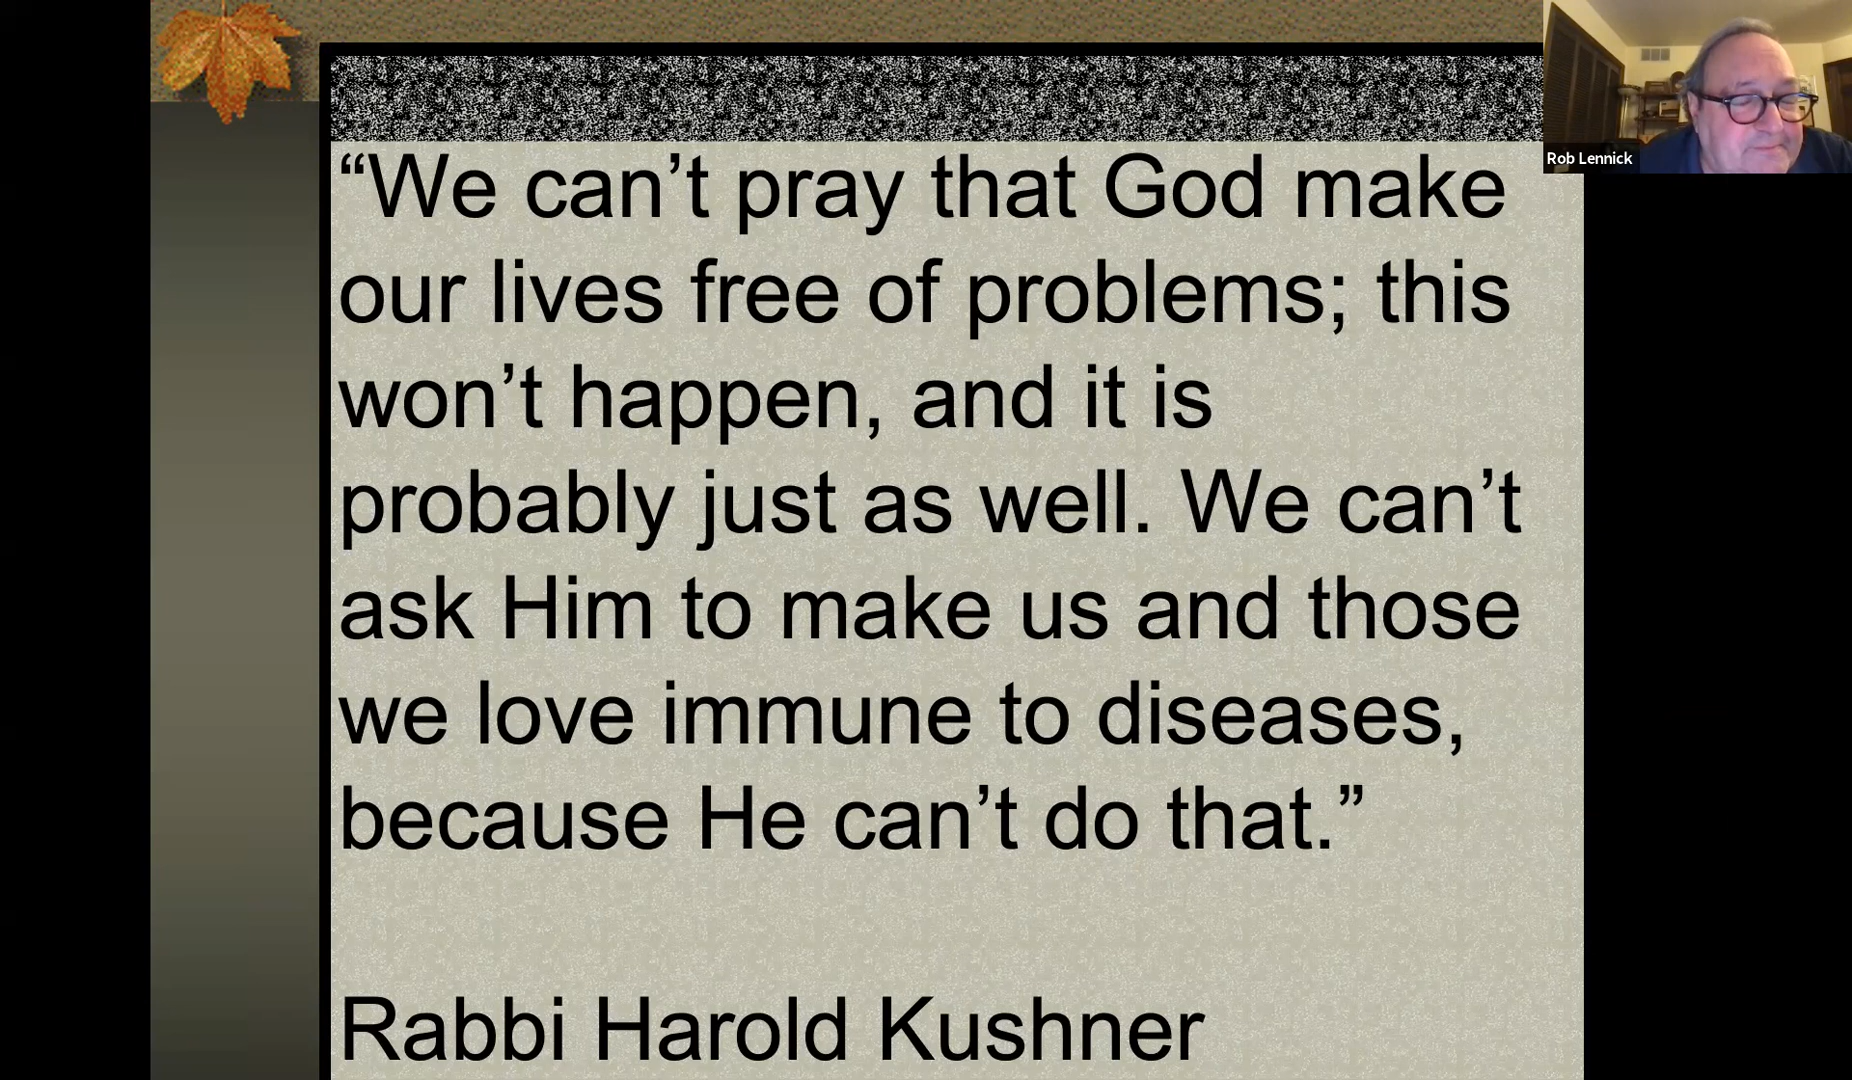 “We can’t pray that God make
our lives free of problems; this
won’t happen, and it is
probably just as well. We can’t
ask Him to make us and those
we love immune to diseases,
because He can’t do that.”
Rabbi Harold Kushner
Rob Lennick